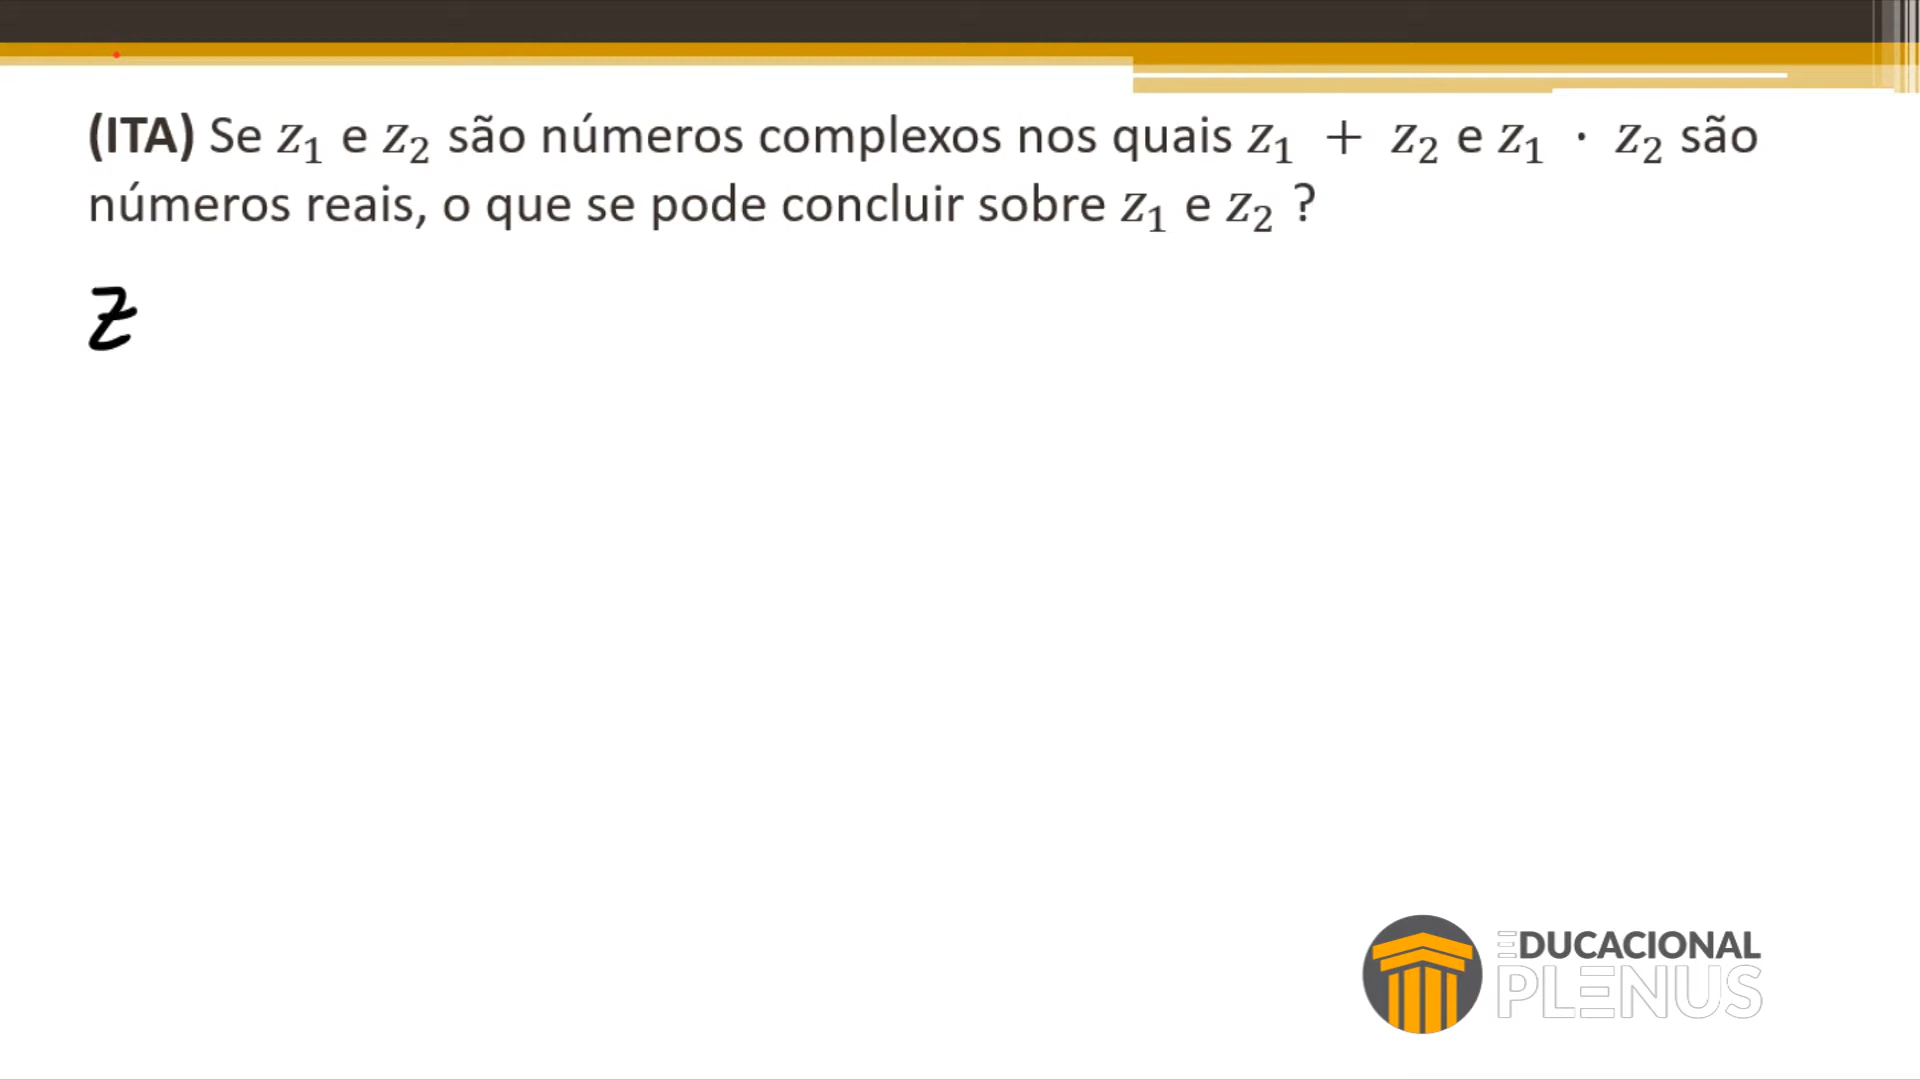 (ITA) Se z₁ e z₂ são números complexos nos quais z₁ + z₂ e z₁ · z₂ são
números reais, o que se pode concluir sobre z₁ e z₂ ?
z
EDUCACIONAL
PLENUS